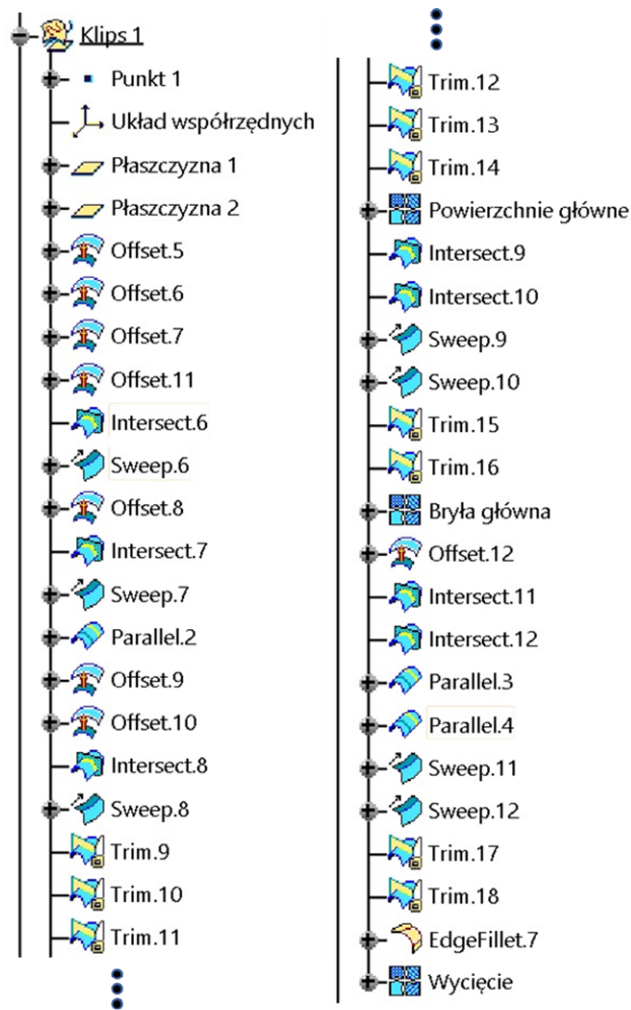 Klips 1
Punkt 1
Układ współrzędnych
Płaszczyzna 1
Płaszczyzna 2
Offset.5
Offset.6
Offset.7
Offset.11
Intersect.6
Sweep.6
Offset.8
Intersect.7
Sweep.7
Parallel.2
Offset.9
Offset.10
Intersect.8
Sweep.8
Trim.9
Trim.10
Trim.11
Trim.12
Trim.13
Trim.14
Powierzchnie główne
Intersect.9
Intersect.10
Sweep.9
Sweep.10
Trim.15
Trim.16
Bryła główna
Offset.12
Intersect.11
Intersect.12
Parallel.3
Parallel.4
Sweep.11
Sweep.12
Trim.17
Trim.18
EdgeFillet.7
Wycięcie